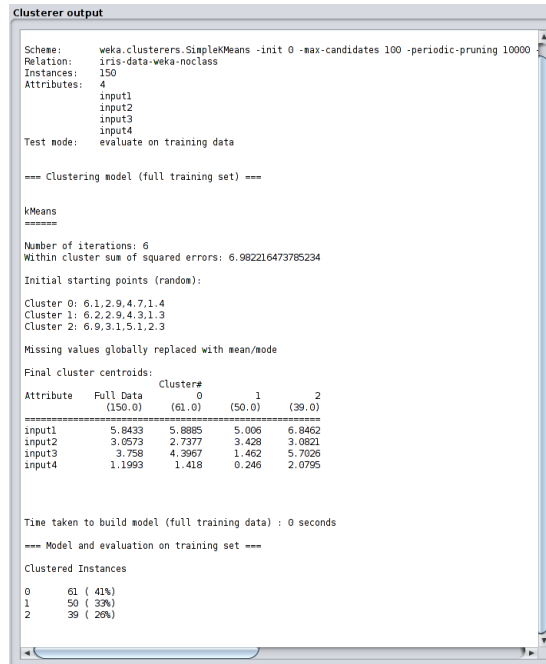 Clusterer output
Scheme: weka.clusterers.SimpleKMeans -init 0 -max-candidates 100 -periodic-pruning 10000 -
Relation: iris-data-weka-noclass
Instances: 150
Attributes: 4
input1
input2
input3
input4
Test mode: evaluate on training data
=== Clustering model (full training set) ===
kMeans
======
Number of iterations: 6
Within cluster sum of squared errors: 6.982216473785234
Initial starting points (random):
Cluster 0: 6.1,2.9,4.7,1.4
Cluster 1: 6.2,2.9,4.3,1.3
Cluster 2: 6.9,3.1,5.1,2.3
Missing values globally replaced with mean/mode
Final cluster centroids:
Cluster#
Attribute Full Data 0 1 2
(150.0) (61.0) (50.0) (39.0)
======================================================
input1 5.8433 5.8885 5.006 6.8462
input2 3.0573 2.7377 3.428 3.0821
input3 3.758 4.3967 1.462 5.7026
input4 1.1993 1.418 0.246 2.0795
Time taken to build model (full training data) : 0 seconds
=== Model and evaluation on training set ===
Clustered Instances
0 61 ( 41%)
1 50 ( 33%)
2 39 ( 26%)